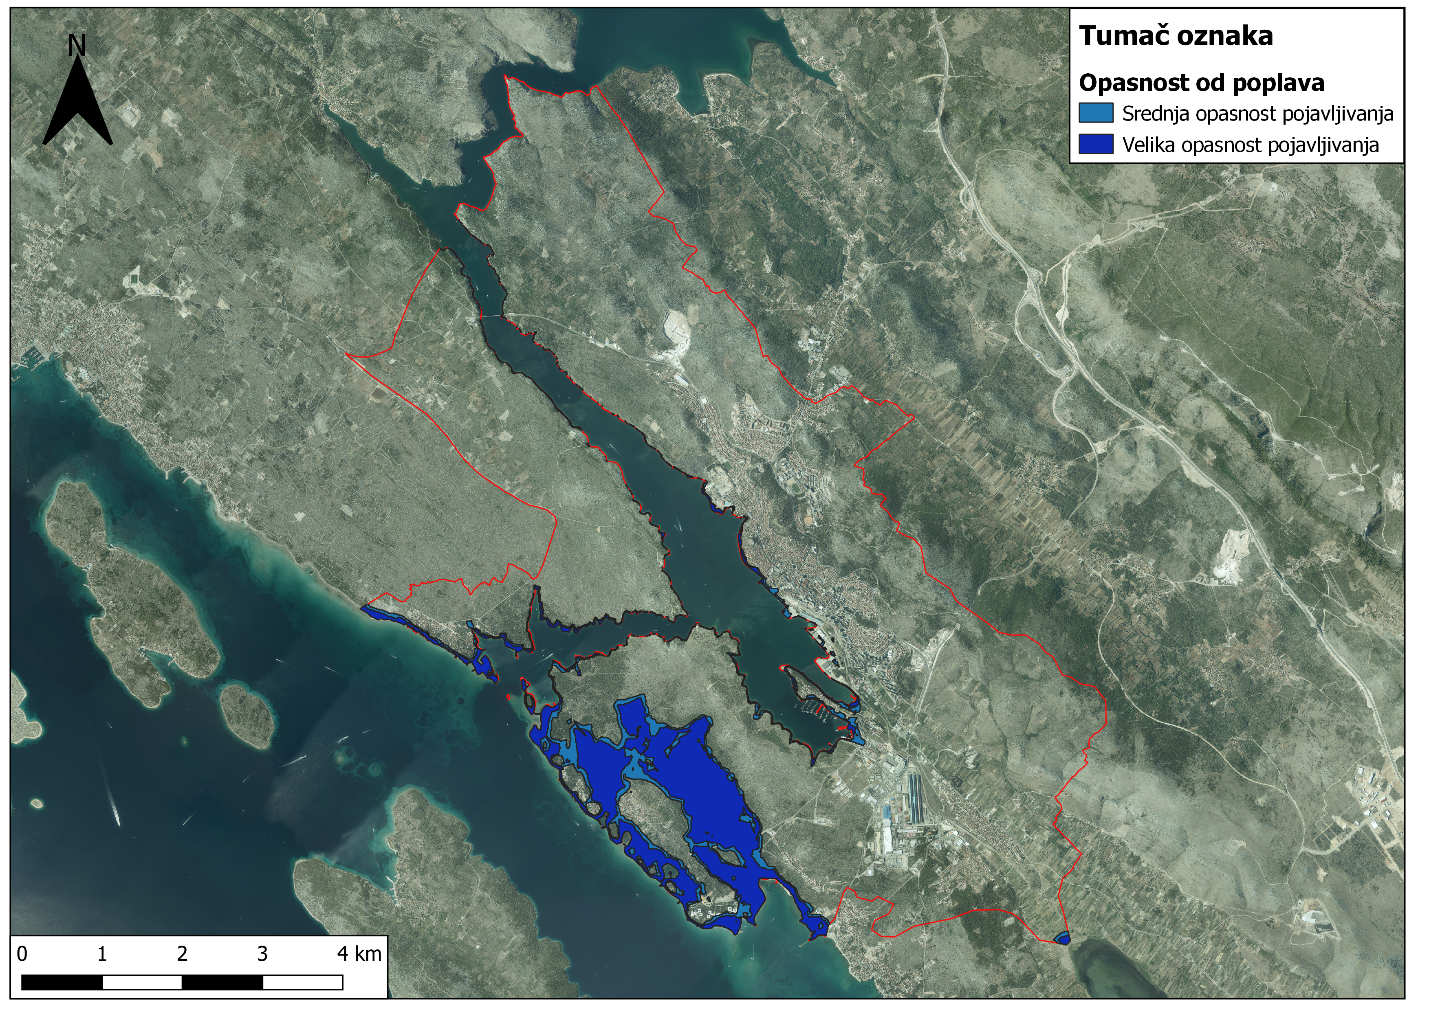 N
Tumač oznaka
Opasnost od poplava
Srednja opasnost pojavljivanja
Velika opasnost pojavljivanja
0 1 2 3 4 km